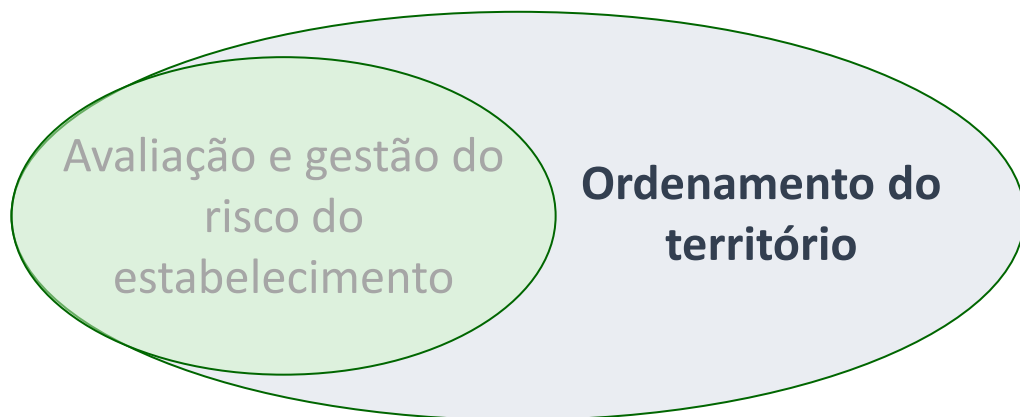 Avaliação e gestão do
risco do
estabelecimento
Ordenamento do
território